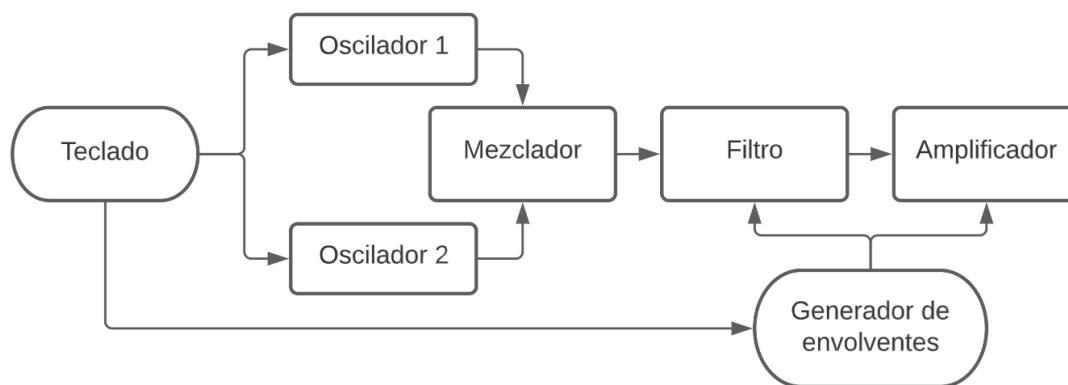 Oscilador 1
Teclado
Mezclador
Filtro
Amplificador
Oscilador 2
Generador de
envolventes